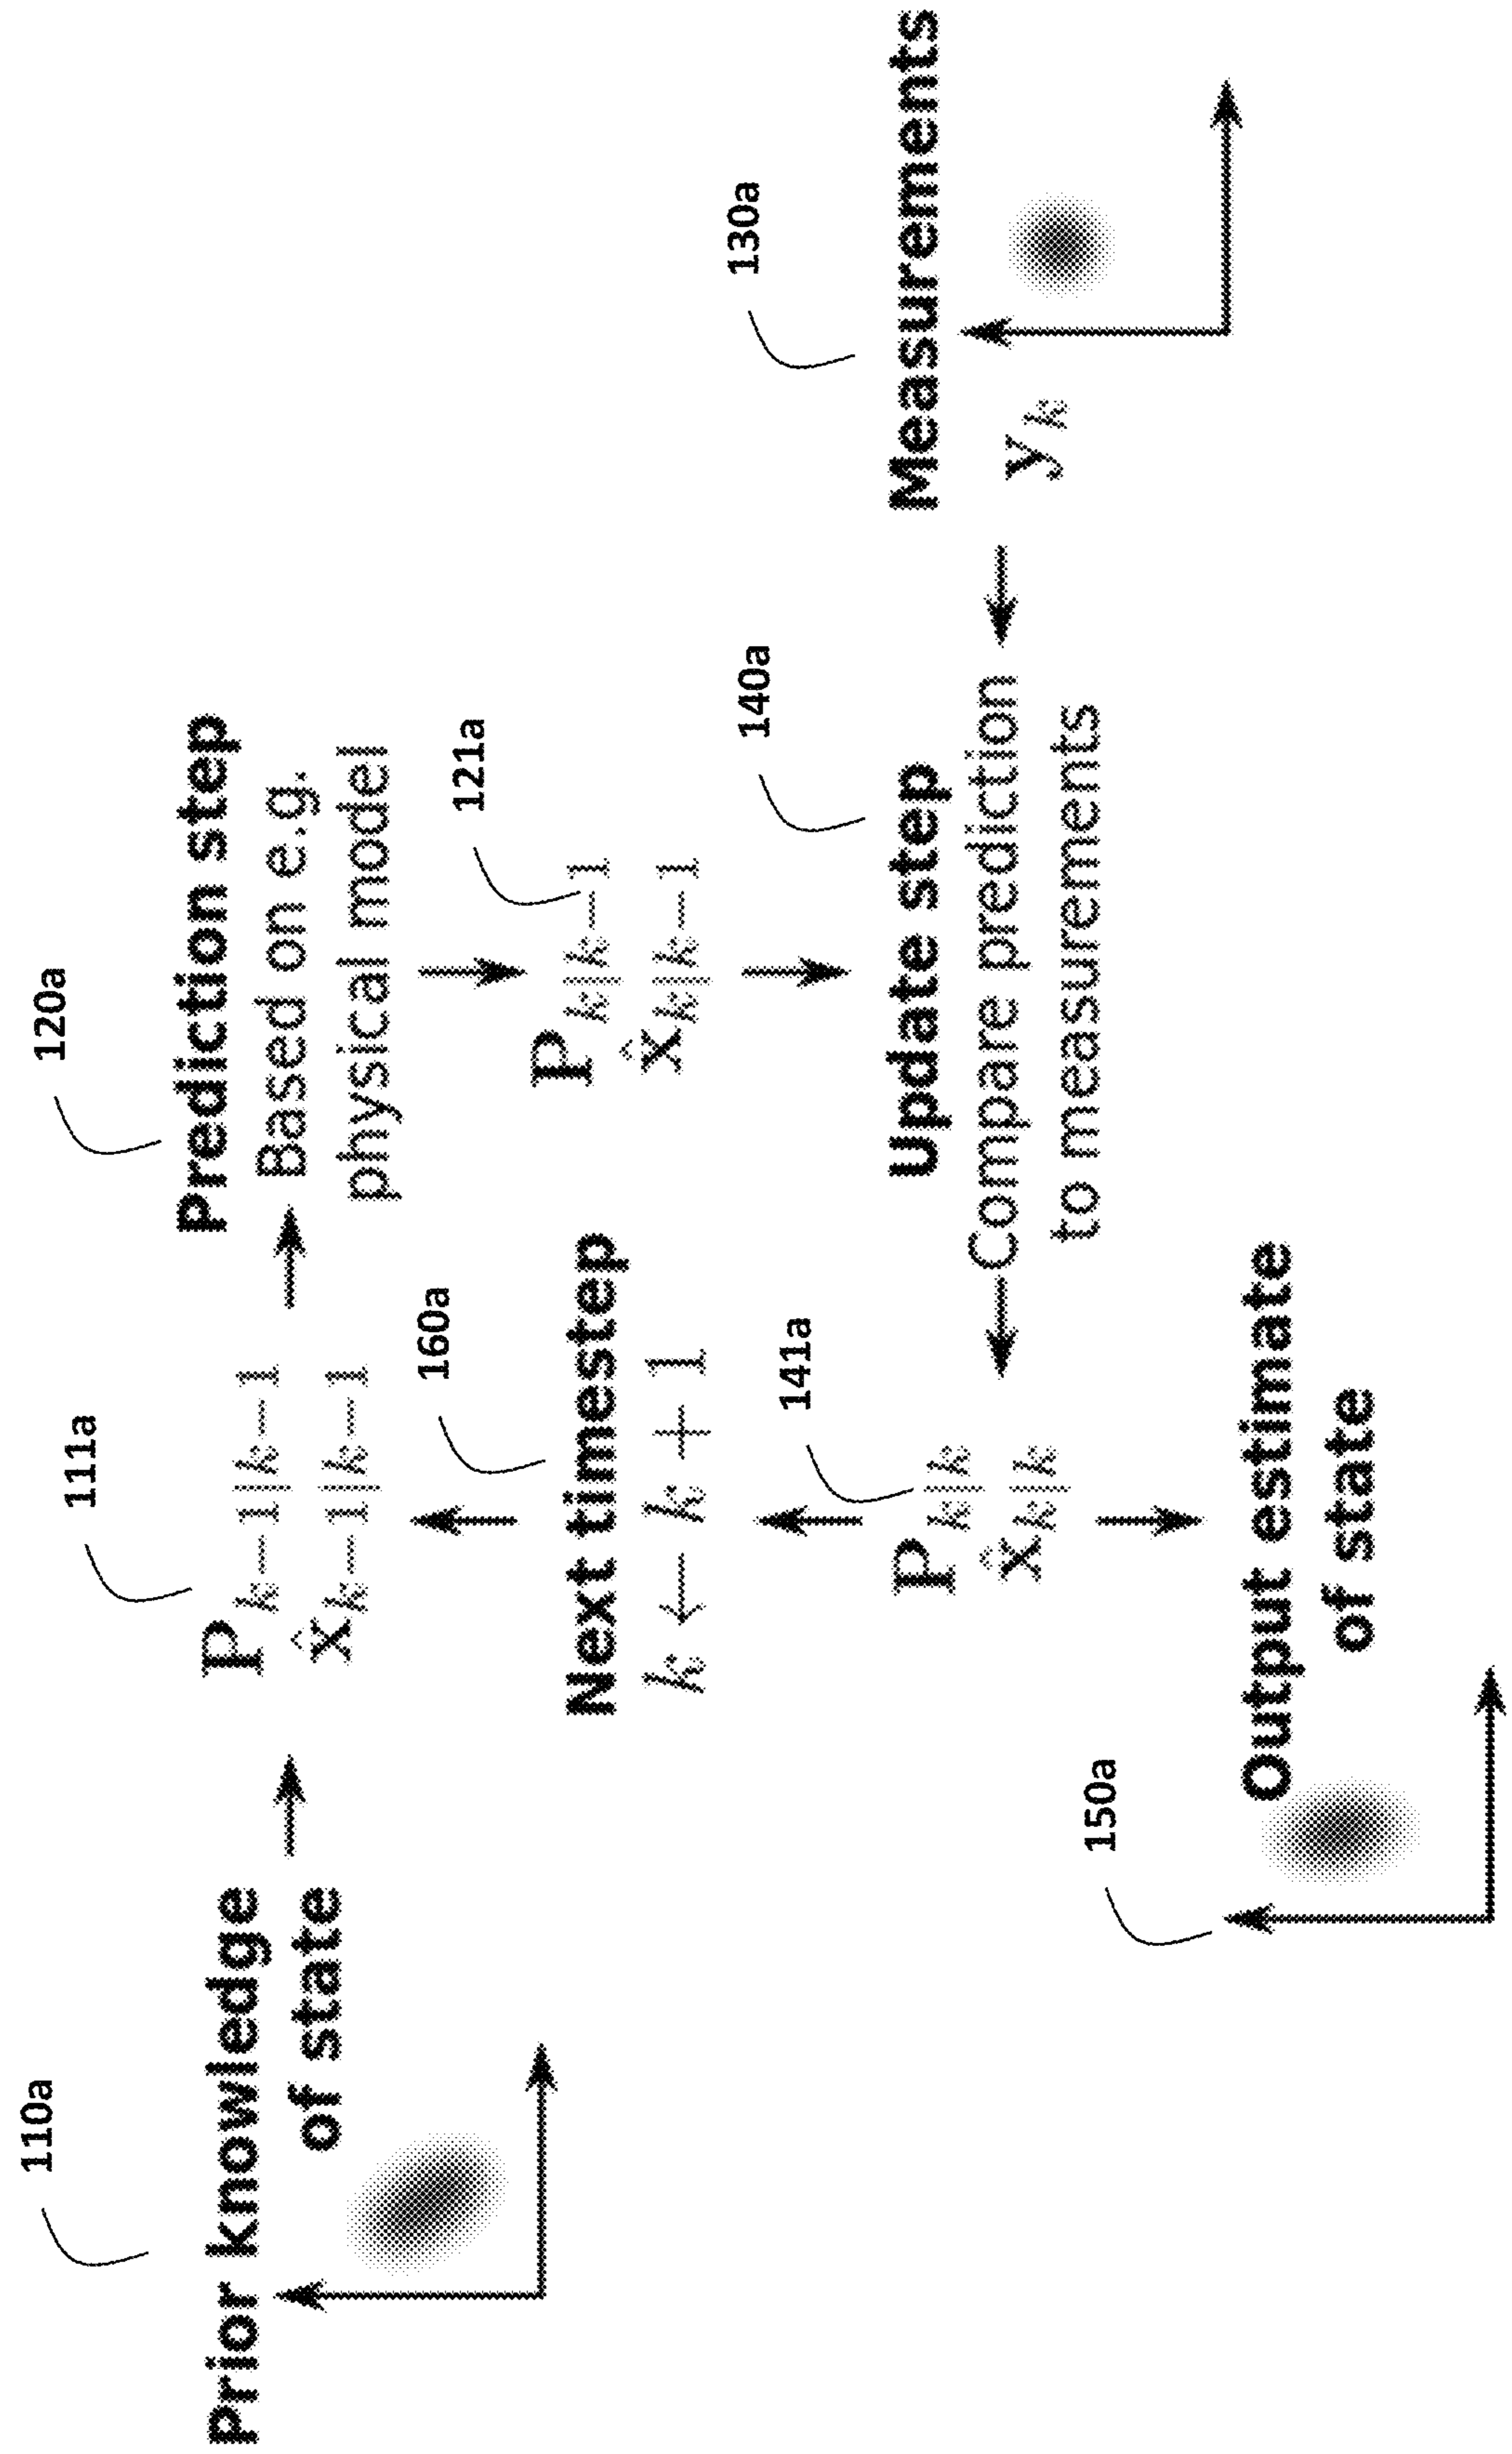 110a
Prior knowledge
of state
111a
P_{k−1|k−1}
x̂_{k−1|k−1}
120a
Prediction step
Based on e.g.
physical model
160a
Next timestep
k ← k + 1
121a
P_{k|k−1}
x̂_{k|k−1}
141a
P_{k|k}
x̂_{k|k}
140a
Update step
Compare prediction
to measurements
130a
Measurements
y_k
150a
Output estimate
of state